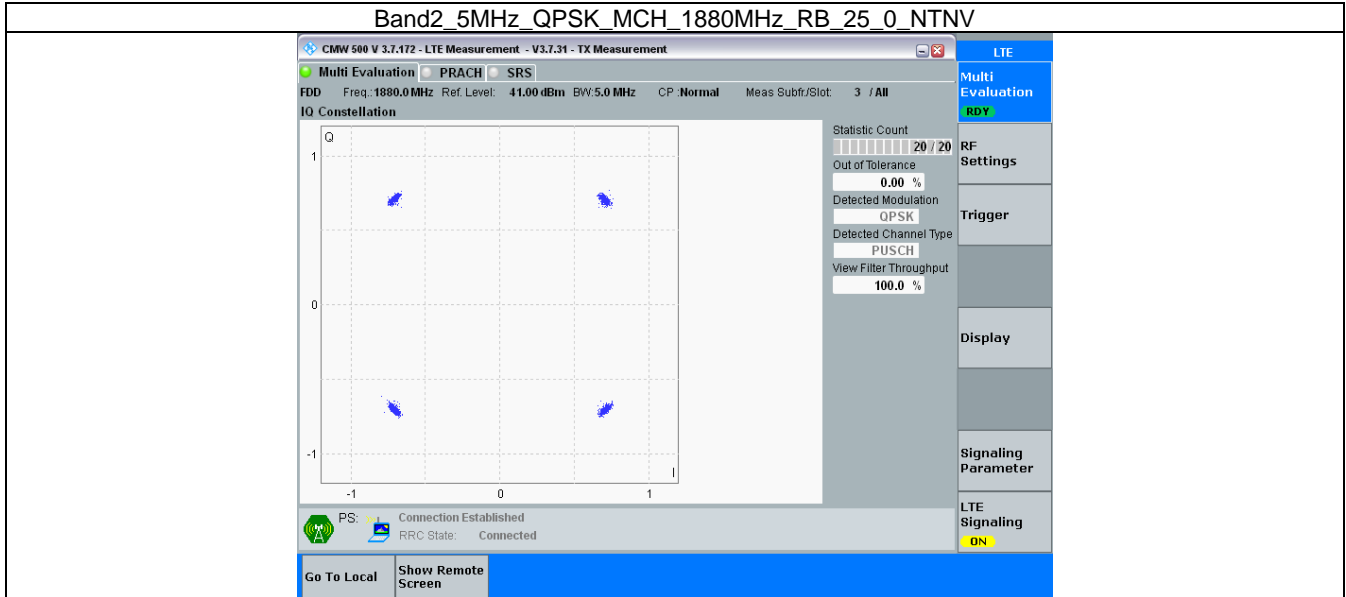 Band2_5MHz_QPSK_MCH_1880MHz_RB_25_0_NTNV
CMW 500 V 3.7.172 - LTE Measurement - V3.7.31 - TX Measurement
LTE
Multi Evaluation PRACH SRS
FDD Freq.:1880.0 MHz Ref. Level: 41.00 dBm BW:5.0 MHz CP :Normal Meas Subfr/Slot: 3 / All
IQ Constellation
Q
1
0
-1
-1 0 1
I
Statistic Count
20 / 20
Out of Tolerance
0.00 %
Detected Modulation
QPSK
Detected Channel Type
PUSCH
View Filter Throughput
100.0 %
Multi
Evaluation
RDY
RF
Settings
Trigger
Display
Signaling
Parameter
LTE
Signaling
ON
PS: Connection Established
RRC State: Connected
Go To Local
Show Remote
Screen